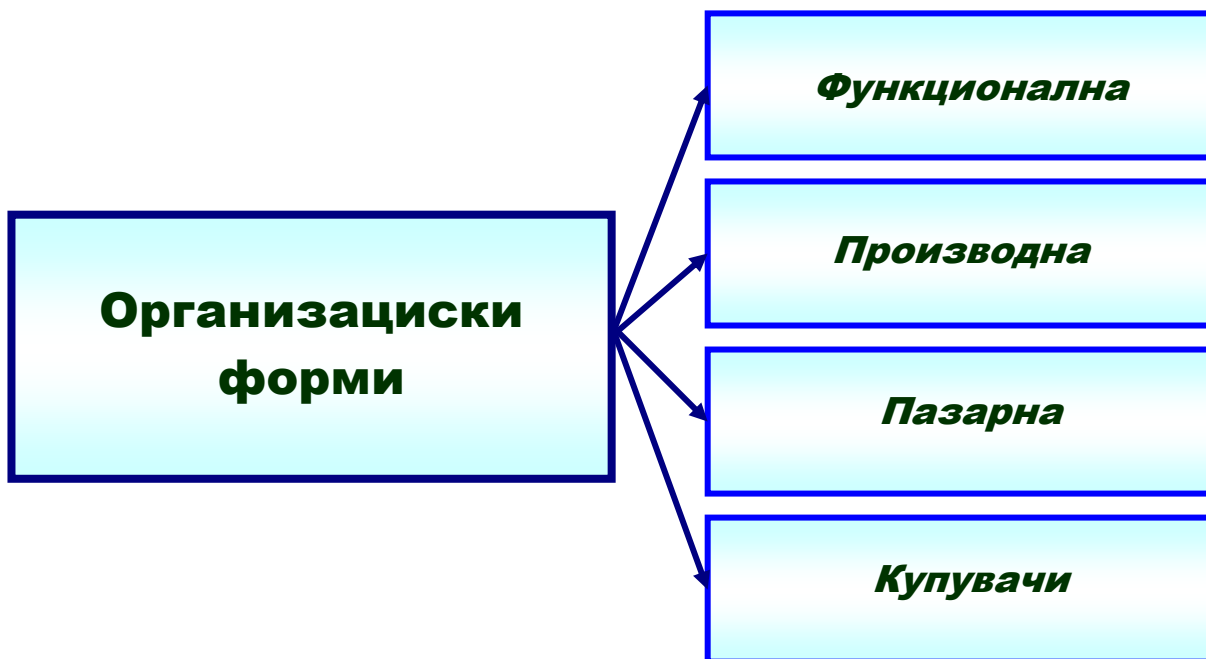 Организациски
форми
Функционална
Производна
Пазарна
Купувачи